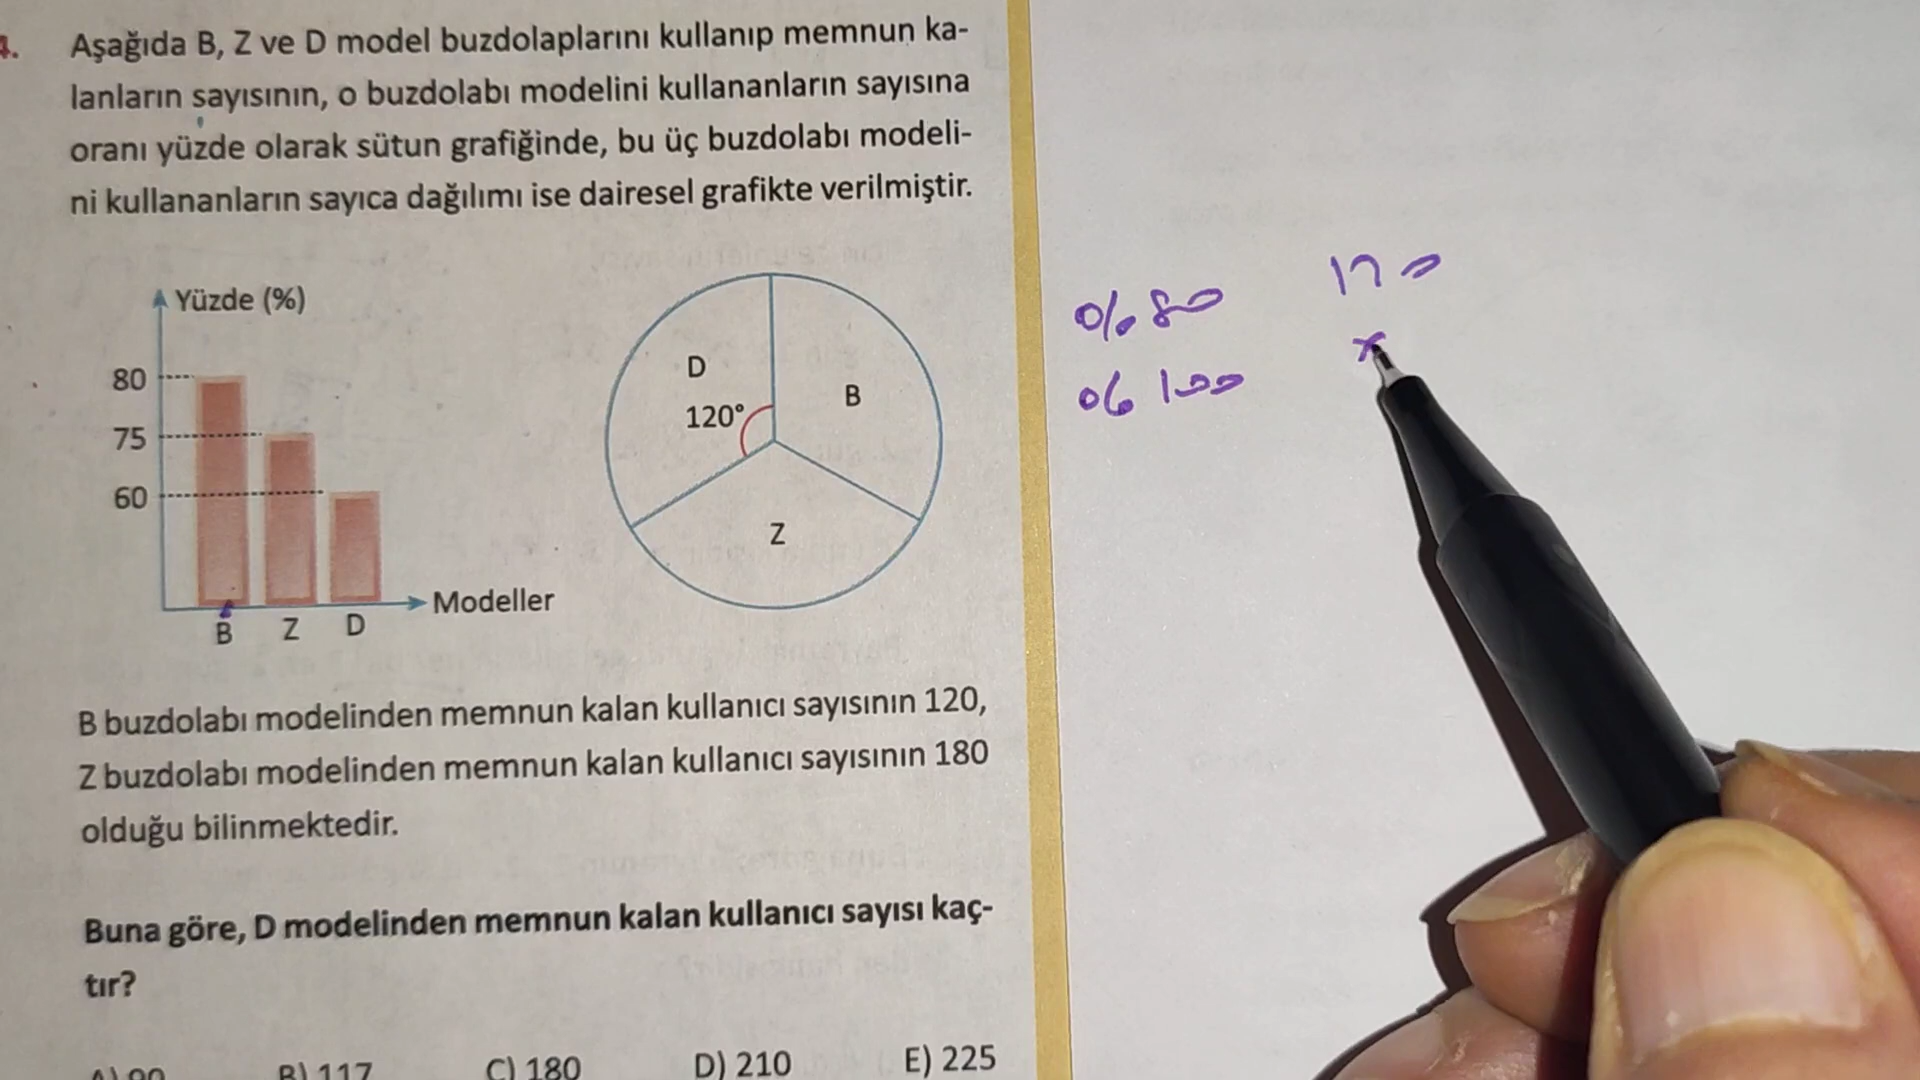 4. Aşağıda B, Z ve D model buzdolaplarını kullanıp memnun ka-
lanların sayısının, o buzdolabı modelini kullananların sayısına
oranı yüzde olarak sütun grafiğinde, bu üç buzdolabı modeli-
ni kullananların sayıca dağılımı ise dairesel grafikte verilmiştir.
Yüzde (%)
80
75
60
B Z D
Modeller
D
120°
B
Z
%80 120
%100 x
B buzdolabı modelinden memnun kalan kullanıcı sayısının 120,
Z buzdolabı modelinden memnun kalan kullanıcı sayısının 180
olduğu bilinmektedir.
Buna göre, D modelinden memnun kalan kullanıcı sayısı kaç-
tır?
A) 90 B) 117 C) 180 D) 210 E) 225